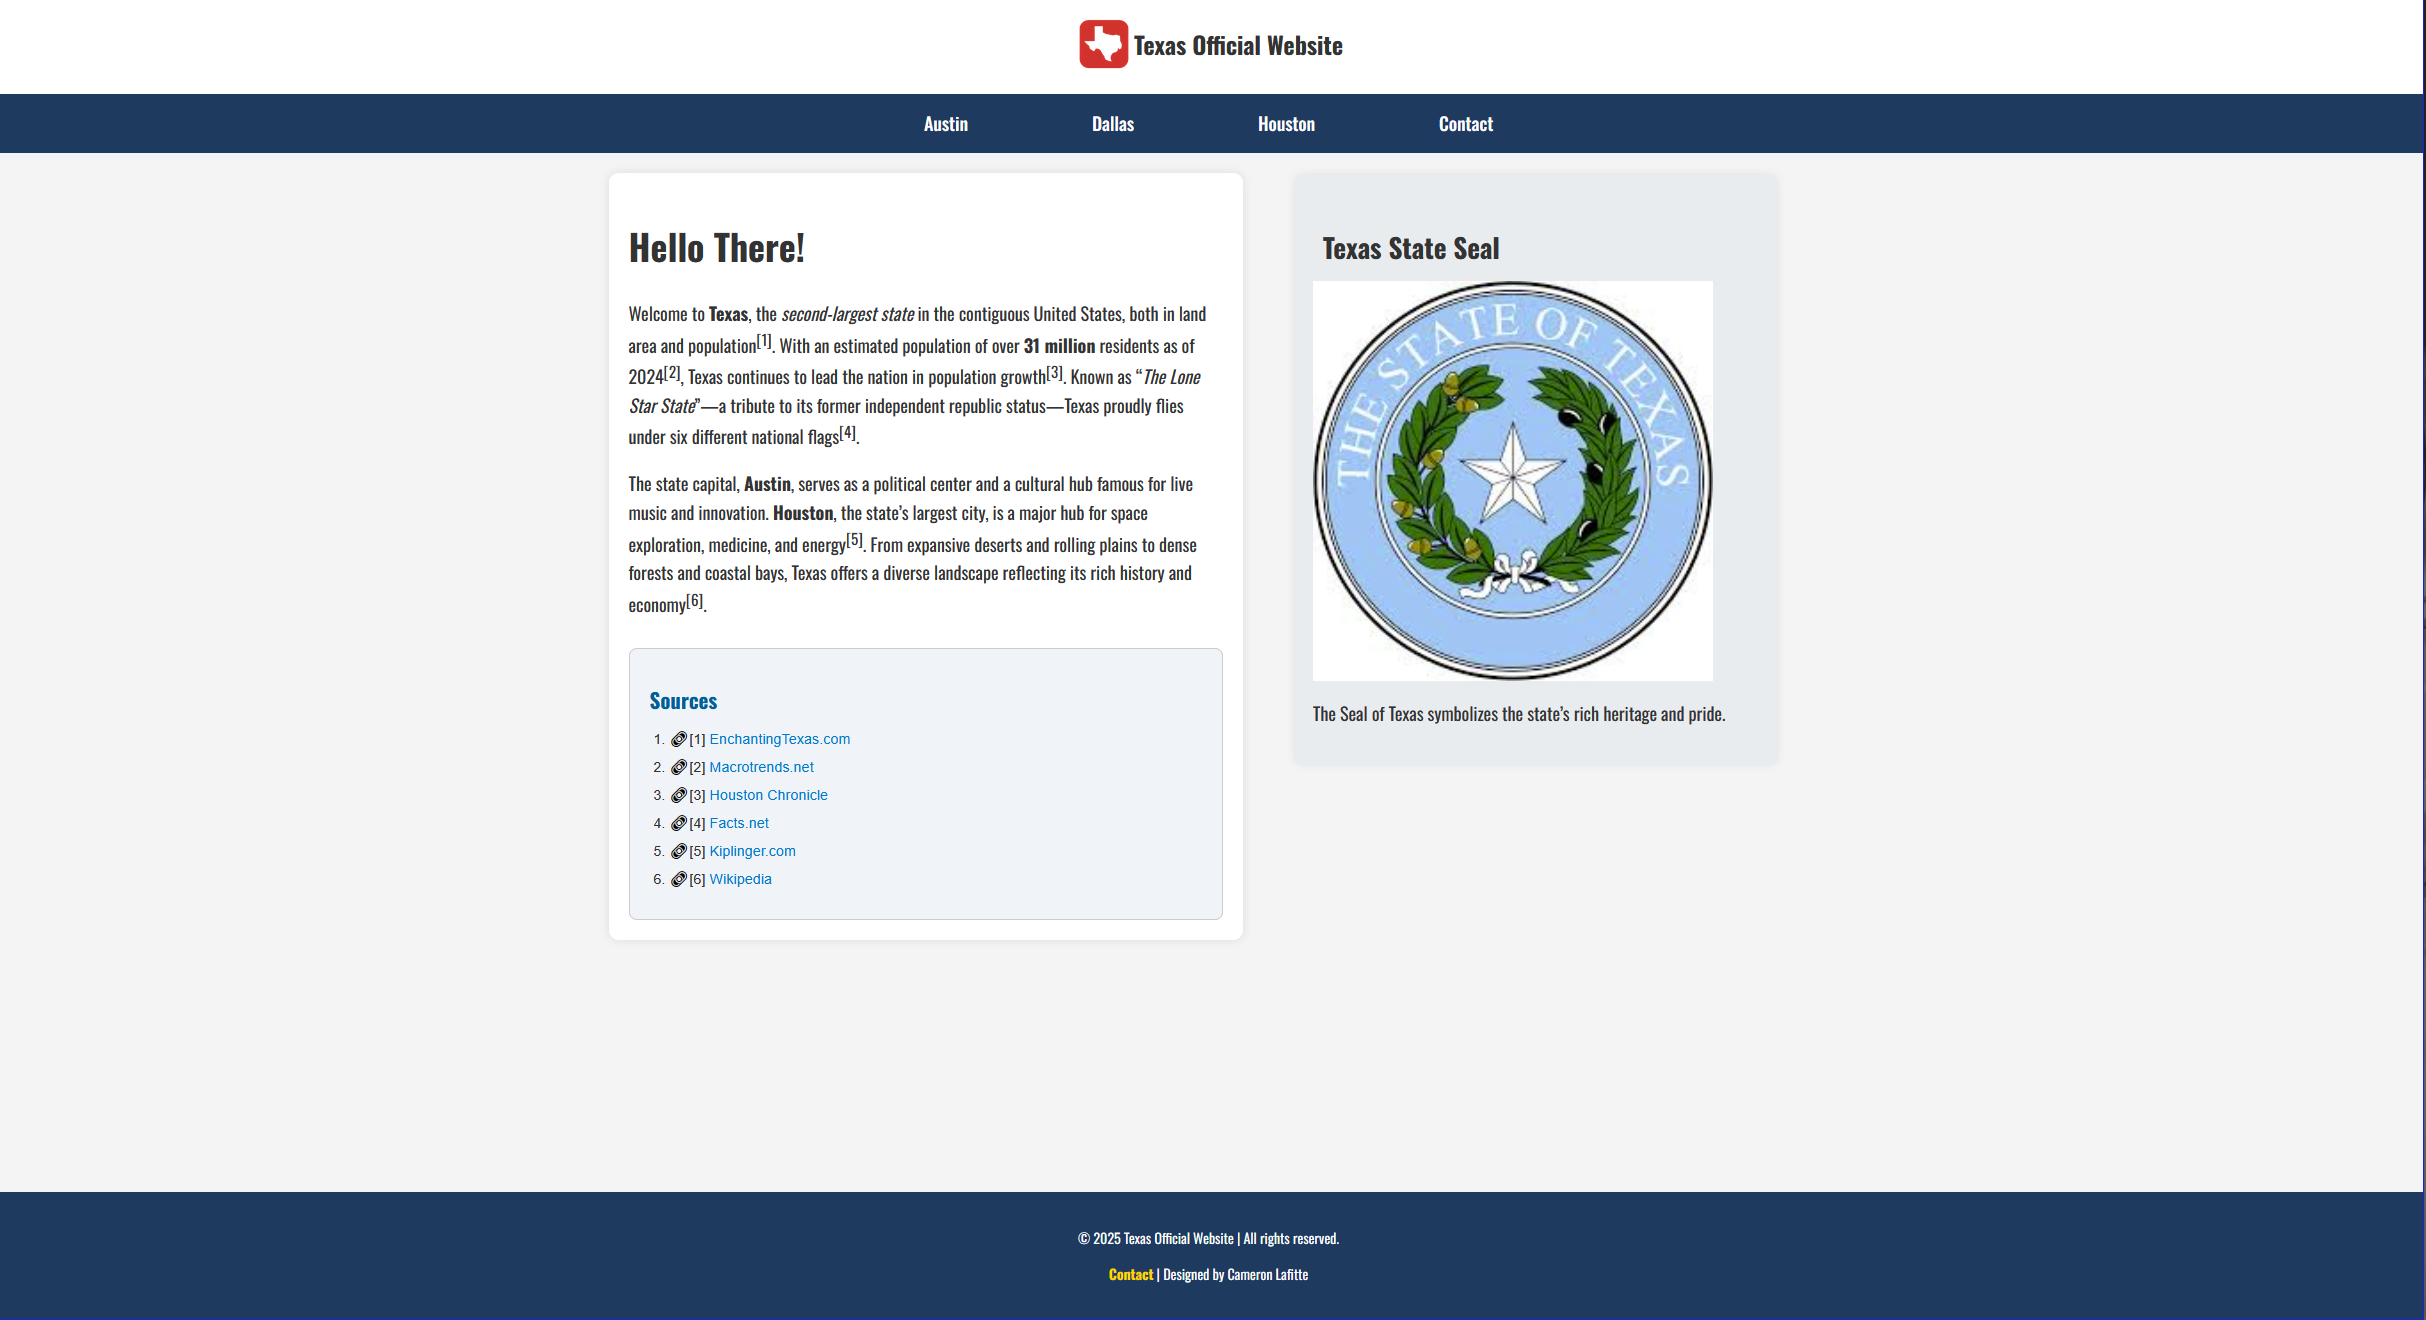 Texas Official Website
Austin Dallas Houston Contact
Hello There!
Welcome to Texas, the second-largest state in the contiguous United States, both in land
area and population[1]. With an estimated population of over 31 million residents as of
2024[2], Texas continues to lead the nation in population growth[3]. Known as “The Lone
Star State”—a tribute to its former independent republic status—Texas proudly flies
under six different national flags[4].
The state capital, Austin, serves as a political center and a cultural hub famous for live
music and innovation. Houston, the state’s largest city, is a major hub for space
exploration, medicine, and energy[5]. From expansive deserts and rolling plains to dense
forests and coastal bays, Texas offers a diverse landscape reflecting its rich history and
economy[6].
Sources
1. [1] EnchantingTexas.com
2. [2] Macrotrends.net
3. [3] Houston Chronicle
4. [4] Facts.net
5. [5] Kiplinger.com
6. [6] Wikipedia
Texas State Seal
THE STATE OF TEXAS
The Seal of Texas symbolizes the state’s rich heritage and pride.
© 2025 Texas Official Website | All rights reserved.
Contact | Designed by Cameron Lafitte